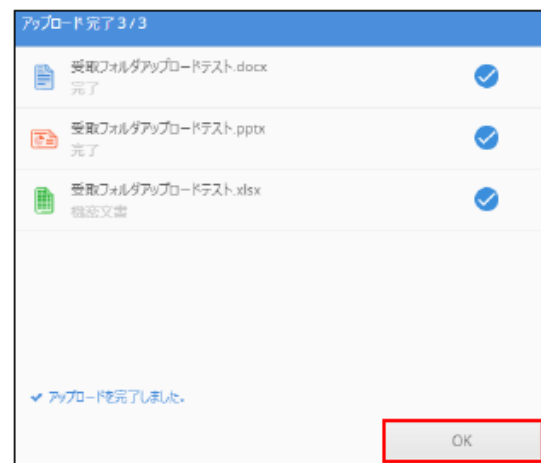 アップロード完了 3 / 3
受取フォルダアップロードテスト.docx
完了
受取フォルダアップロードテスト.pptx
完了
受取フォルダアップロードテスト.xlsx
機密文書
アップロードを完了しました。
OK